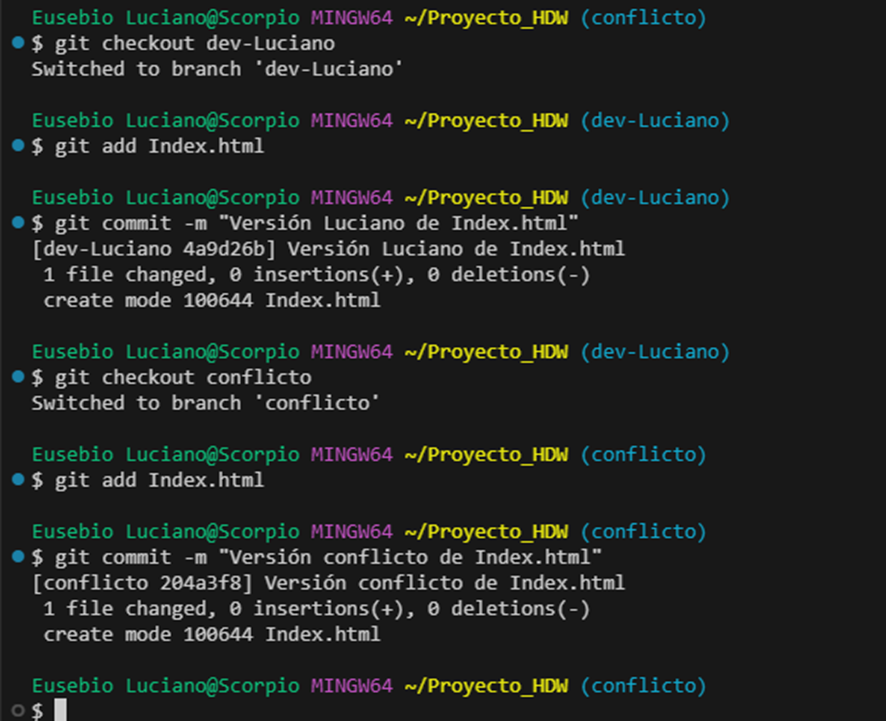 Eusebio Luciano@Scorpio MINGW64 ~/Proyecto_HDW (conflicto)
$ git checkout dev-Luciano
Switched to branch 'dev-Luciano'
Eusebio Luciano@Scorpio MINGW64 ~/Proyecto_HDW (dev-Luciano)
$ git add Index.html
Eusebio Luciano@Scorpio MINGW64 ~/Proyecto_HDW (dev-Luciano)
$ git commit -m "Versión Luciano de Index.html"
[dev-Luciano 4a9d26b] Versión Luciano de Index.html
 1 file changed, 0 insertions(+), 0 deletions(-)
 create mode 100644 Index.html
Eusebio Luciano@Scorpio MINGW64 ~/Proyecto_HDW (dev-Luciano)
$ git checkout conflicto
Switched to branch 'conflicto'
Eusebio Luciano@Scorpio MINGW64 ~/Proyecto_HDW (conflicto)
$ git add Index.html
Eusebio Luciano@Scorpio MINGW64 ~/Proyecto_HDW (conflicto)
$ git commit -m "Versión conflicto de Index.html"
[conflicto 204a3f8] Versión conflicto de Index.html
 1 file changed, 0 insertions(+), 0 deletions(-)
 create mode 100644 Index.html
Eusebio Luciano@Scorpio MINGW64 ~/Proyecto_HDW (conflicto)
$